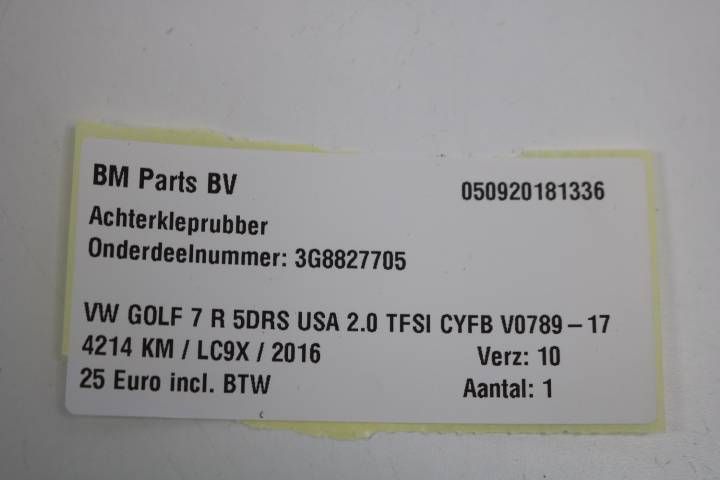 BM Parts BV 050920181336
Achterkleprubber
Onderdeelnummer: 3G8827705
VW GOLF 7 R 5DRS USA 2.0 TFSI CYFB V0789-17
4214 KM / LC9X / 2016 Verz: 10
25 Euro incl. BTW Aantal: 1